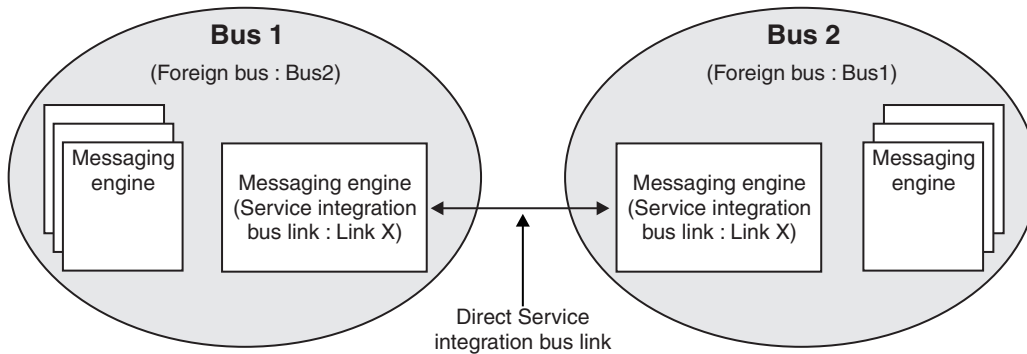 Bus 1
(Foreign bus : Bus2)
Messaging
engine
Messaging engine
(Service integration
bus link : Link X)
Bus 2
(Foreign bus : Bus1)
Messaging engine
(Service integration
bus link : Link X)
Messaging
engine
Direct Service
integration bus link